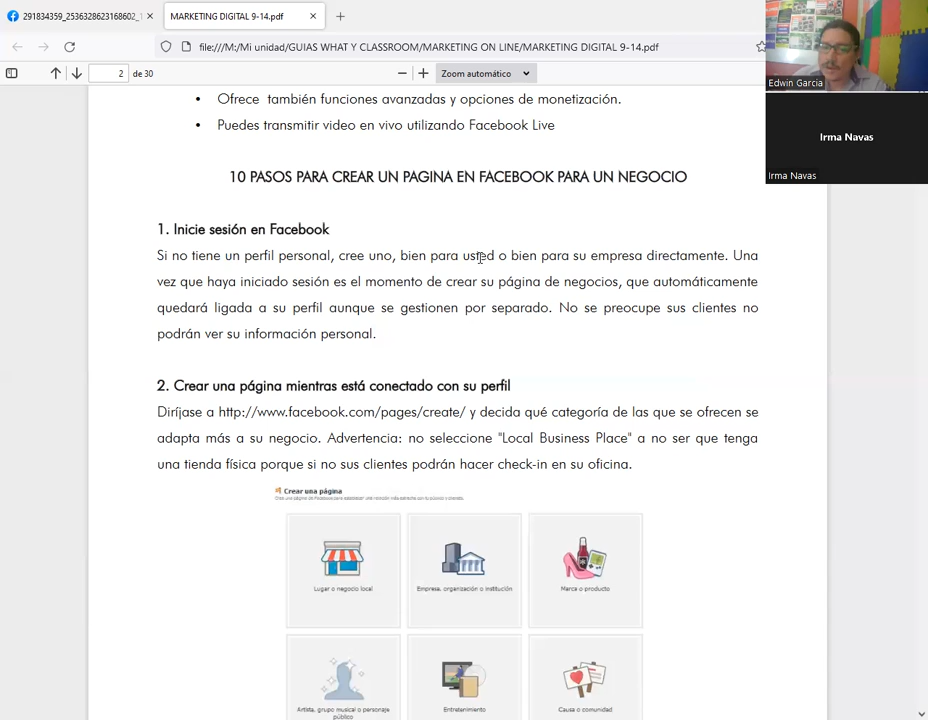 291834359_2536328623168602_1
MARKETING DIGITAL 9-14.pdf
file:///M:/Mi unidad/GUIAS WHAT Y CLASSROOM/MARKETING ON LINE/MARKETING DIGITAL 9-14.pdf
2 de 30
Zoom automático
Edwin Garcia
Irma Navas
Irma Navas
• Ofrece también funciones avanzadas y opciones de monetización.
• Puedes transmitir video en vivo utilizando Facebook Live
10 PASOS PARA CREAR UN PAGINA EN FACEBOOK PARA UN NEGOCIO
1. Inicie sesión en Facebook
Si no tiene un perfil personal, cree uno, bien para usted o bien para su empresa directamente. Una
vez que haya iniciado sesión es el momento de crear su página de negocios, que automáticamente
quedará ligada a su perfil aunque se gestionen por separado. No se preocupe sus clientes no
podrán ver su información personal.
2. Crear una página mientras está conectado con su perfil
Diríjase a http://www.facebook.com/pages/create/ y decida qué categoría de las que se ofrecen se
adapta más a su negocio. Advertencia: no seleccione "Local Business Place" a no ser que tenga
una tienda física porque si no sus clientes podrán hacer check-in en su oficina.
Crear una página
Lugar o negocio local
Empresa, organización o institución
Marca o producto
Artista, grupo musical o personaje
público
Entretenimiento
Causa o comunidad